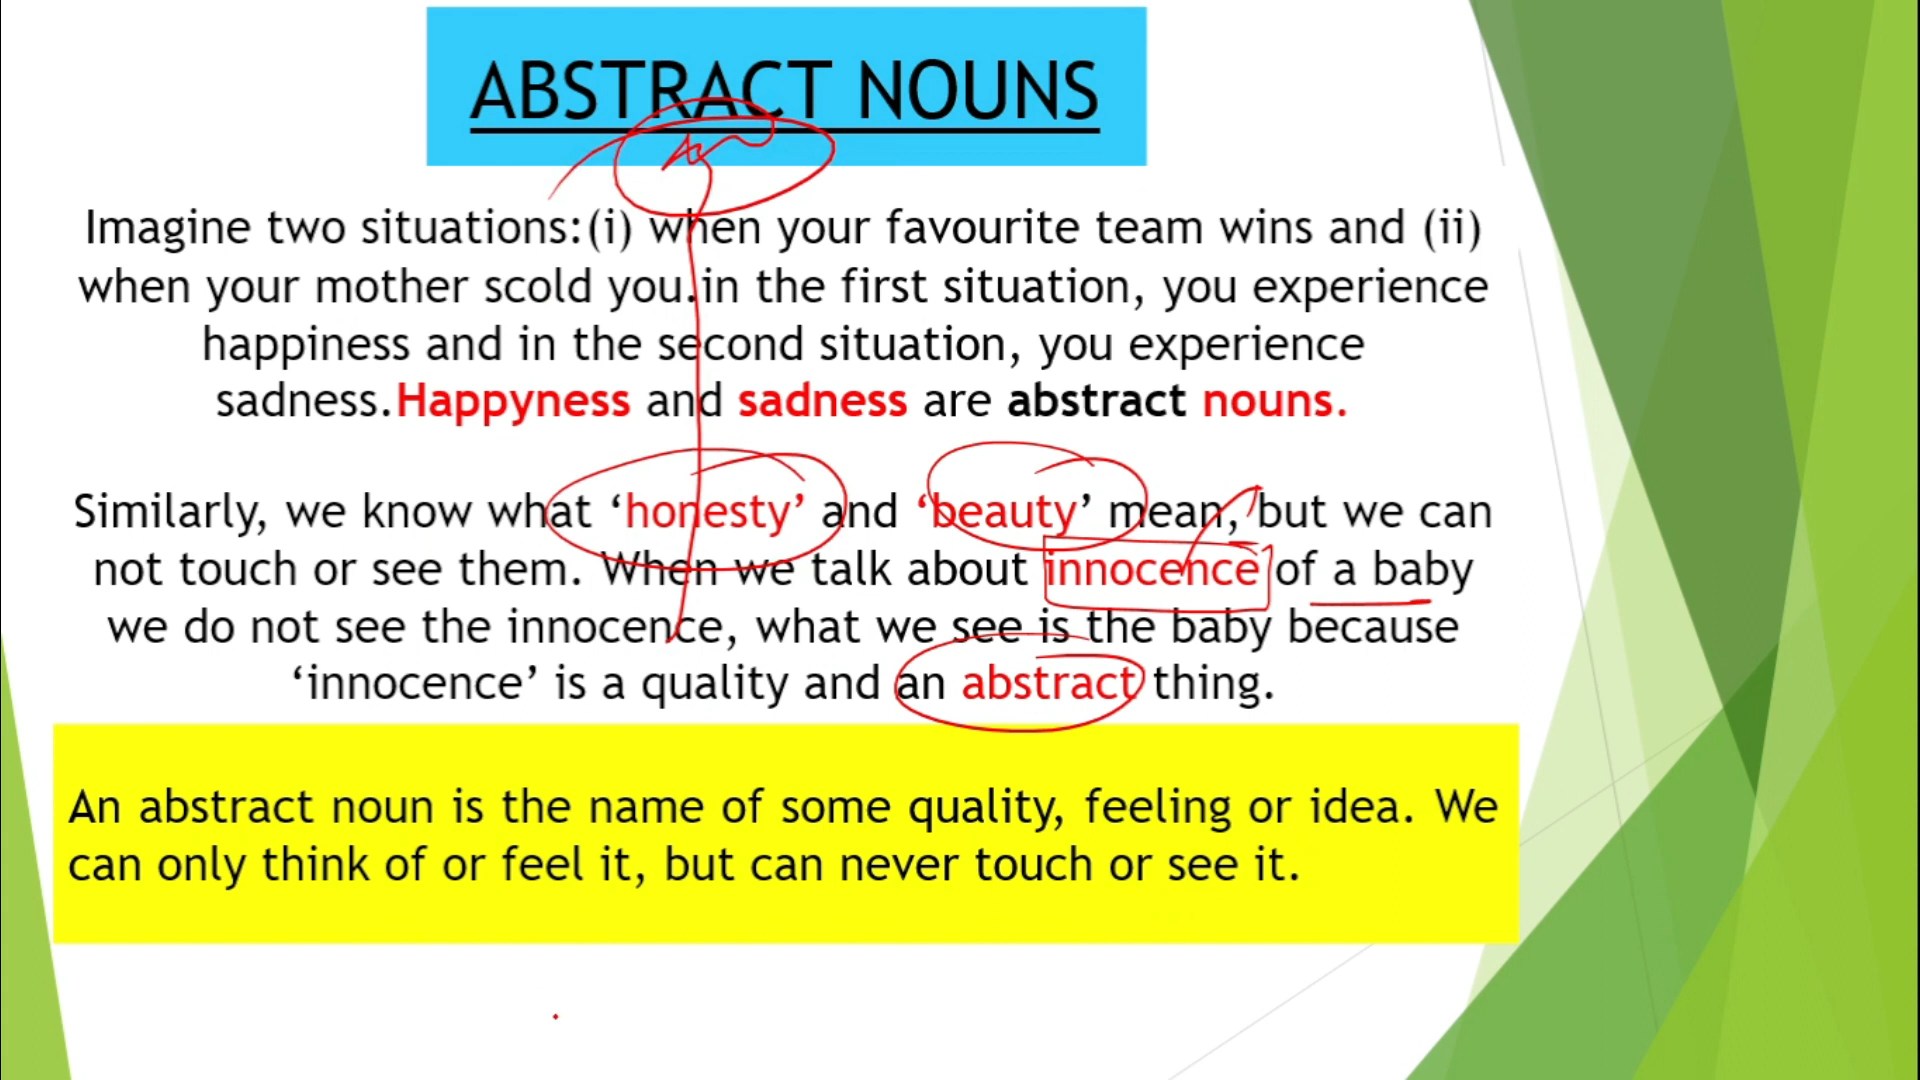 ABSTRACT NOUNS
Imagine two situations:(i) when your favourite team wins and (ii)
when your mother scold you.in the first situation, you experience
happiness and in the second situation, you experience
sadness.Happyness and sadness are abstract nouns.
Similarly, we know what ‘honesty’ and ‘beauty’ mean, but we can
not touch or see them. When we talk about innocence of a baby
we do not see the innocence, what we see is the baby because
‘innocence’ is a quality and an abstract thing.
An abstract noun is the name of some quality, feeling or idea. We
can only think of or feel it, but can never touch or see it.